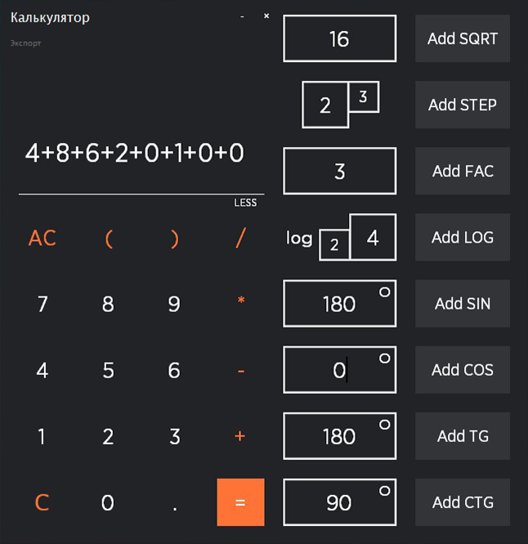 Калькулятор - ×
Экспорт
4+8+6+2+0+1+0+0
LESS
AC ( ) /
7 8 9 *
4 5 6 -
1 2 3 +
C 0 . =
16 Add SQRT
2 3 Add STEP
3 Add FAC
log 2 4 Add LOG
180 O Add SIN
0 O Add COS
180 O Add TG
90 O Add CTG